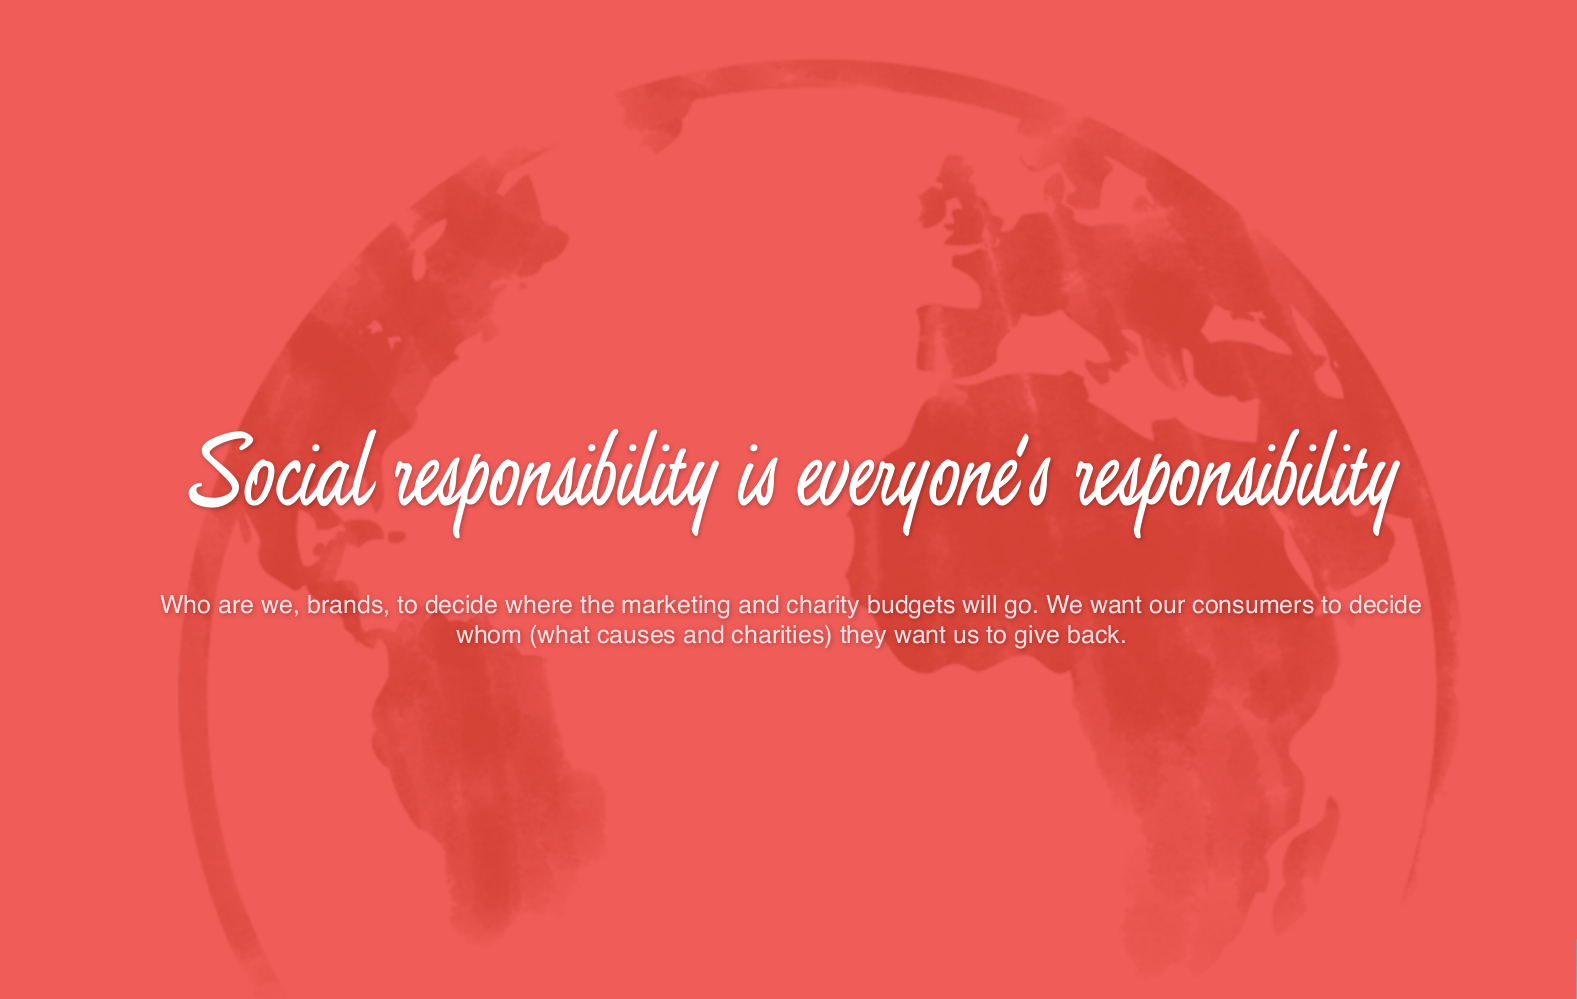 Social responsibility is everyone's responsibility
Who are we, brands, to decide where the marketing and charity budgets will go. We want our consumers to decide
whom (what causes and charities) they want us to give back.